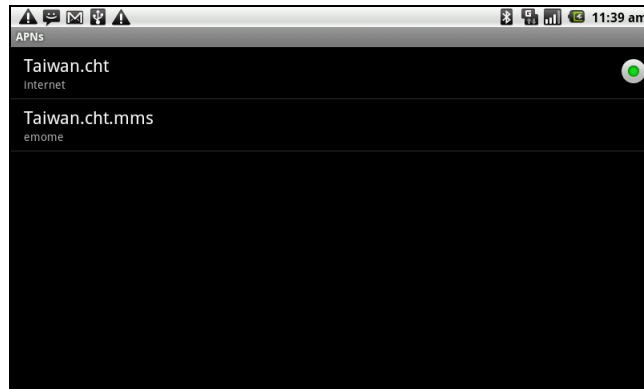 11:39 am
APNs
Taiwan.cht
Internet
Taiwan.cht.mms
emome